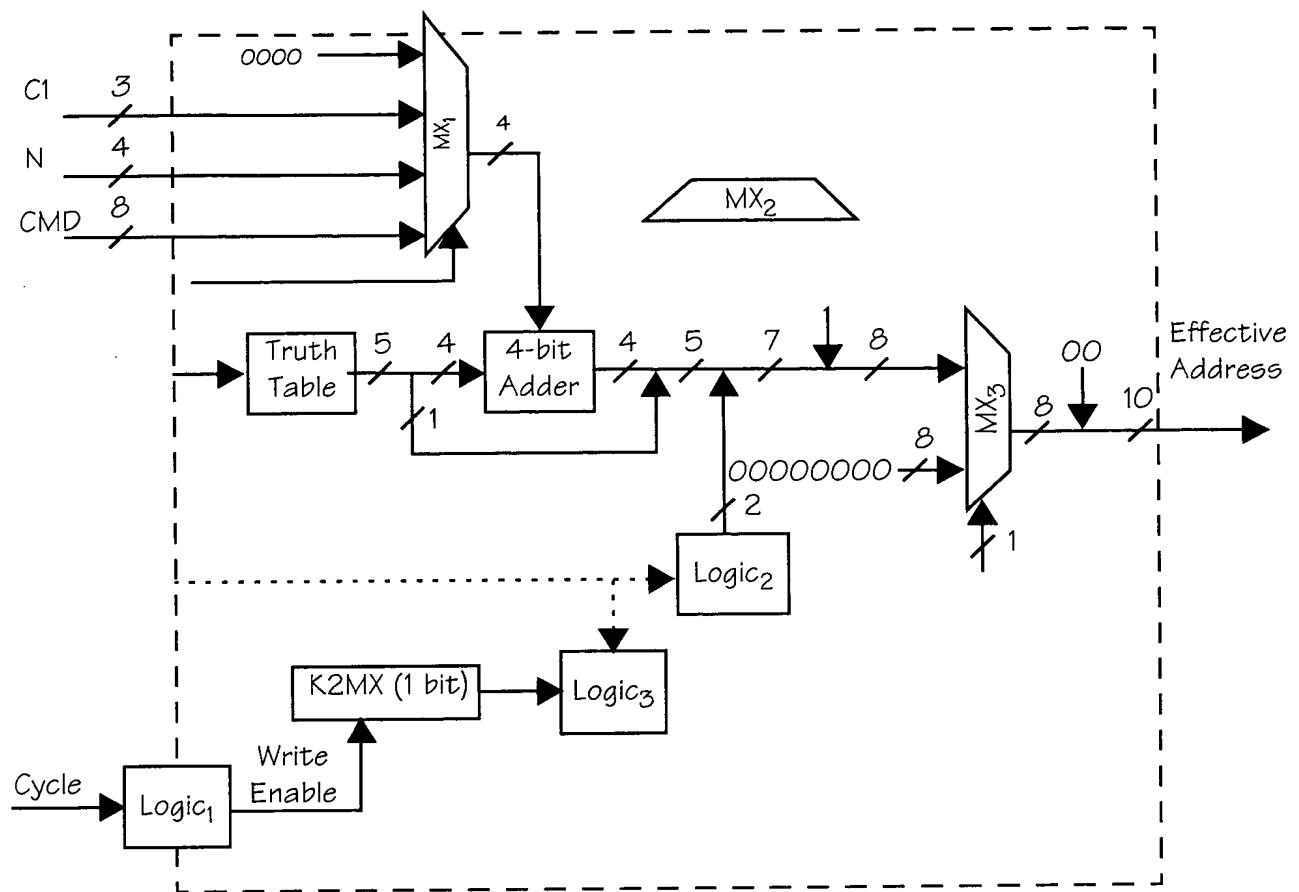 0000
C1
3
N
4
CMD
8
MX1
4
MX2
Truth
Table
5
4
1
4-bit
Adder
4
5
7
1
8
MX3
8
00
10
Effective
Address
00000000
8
1
2
Logic2
Logic3
K2MX (1 bit)
Write
Enable
Cycle
Logic1